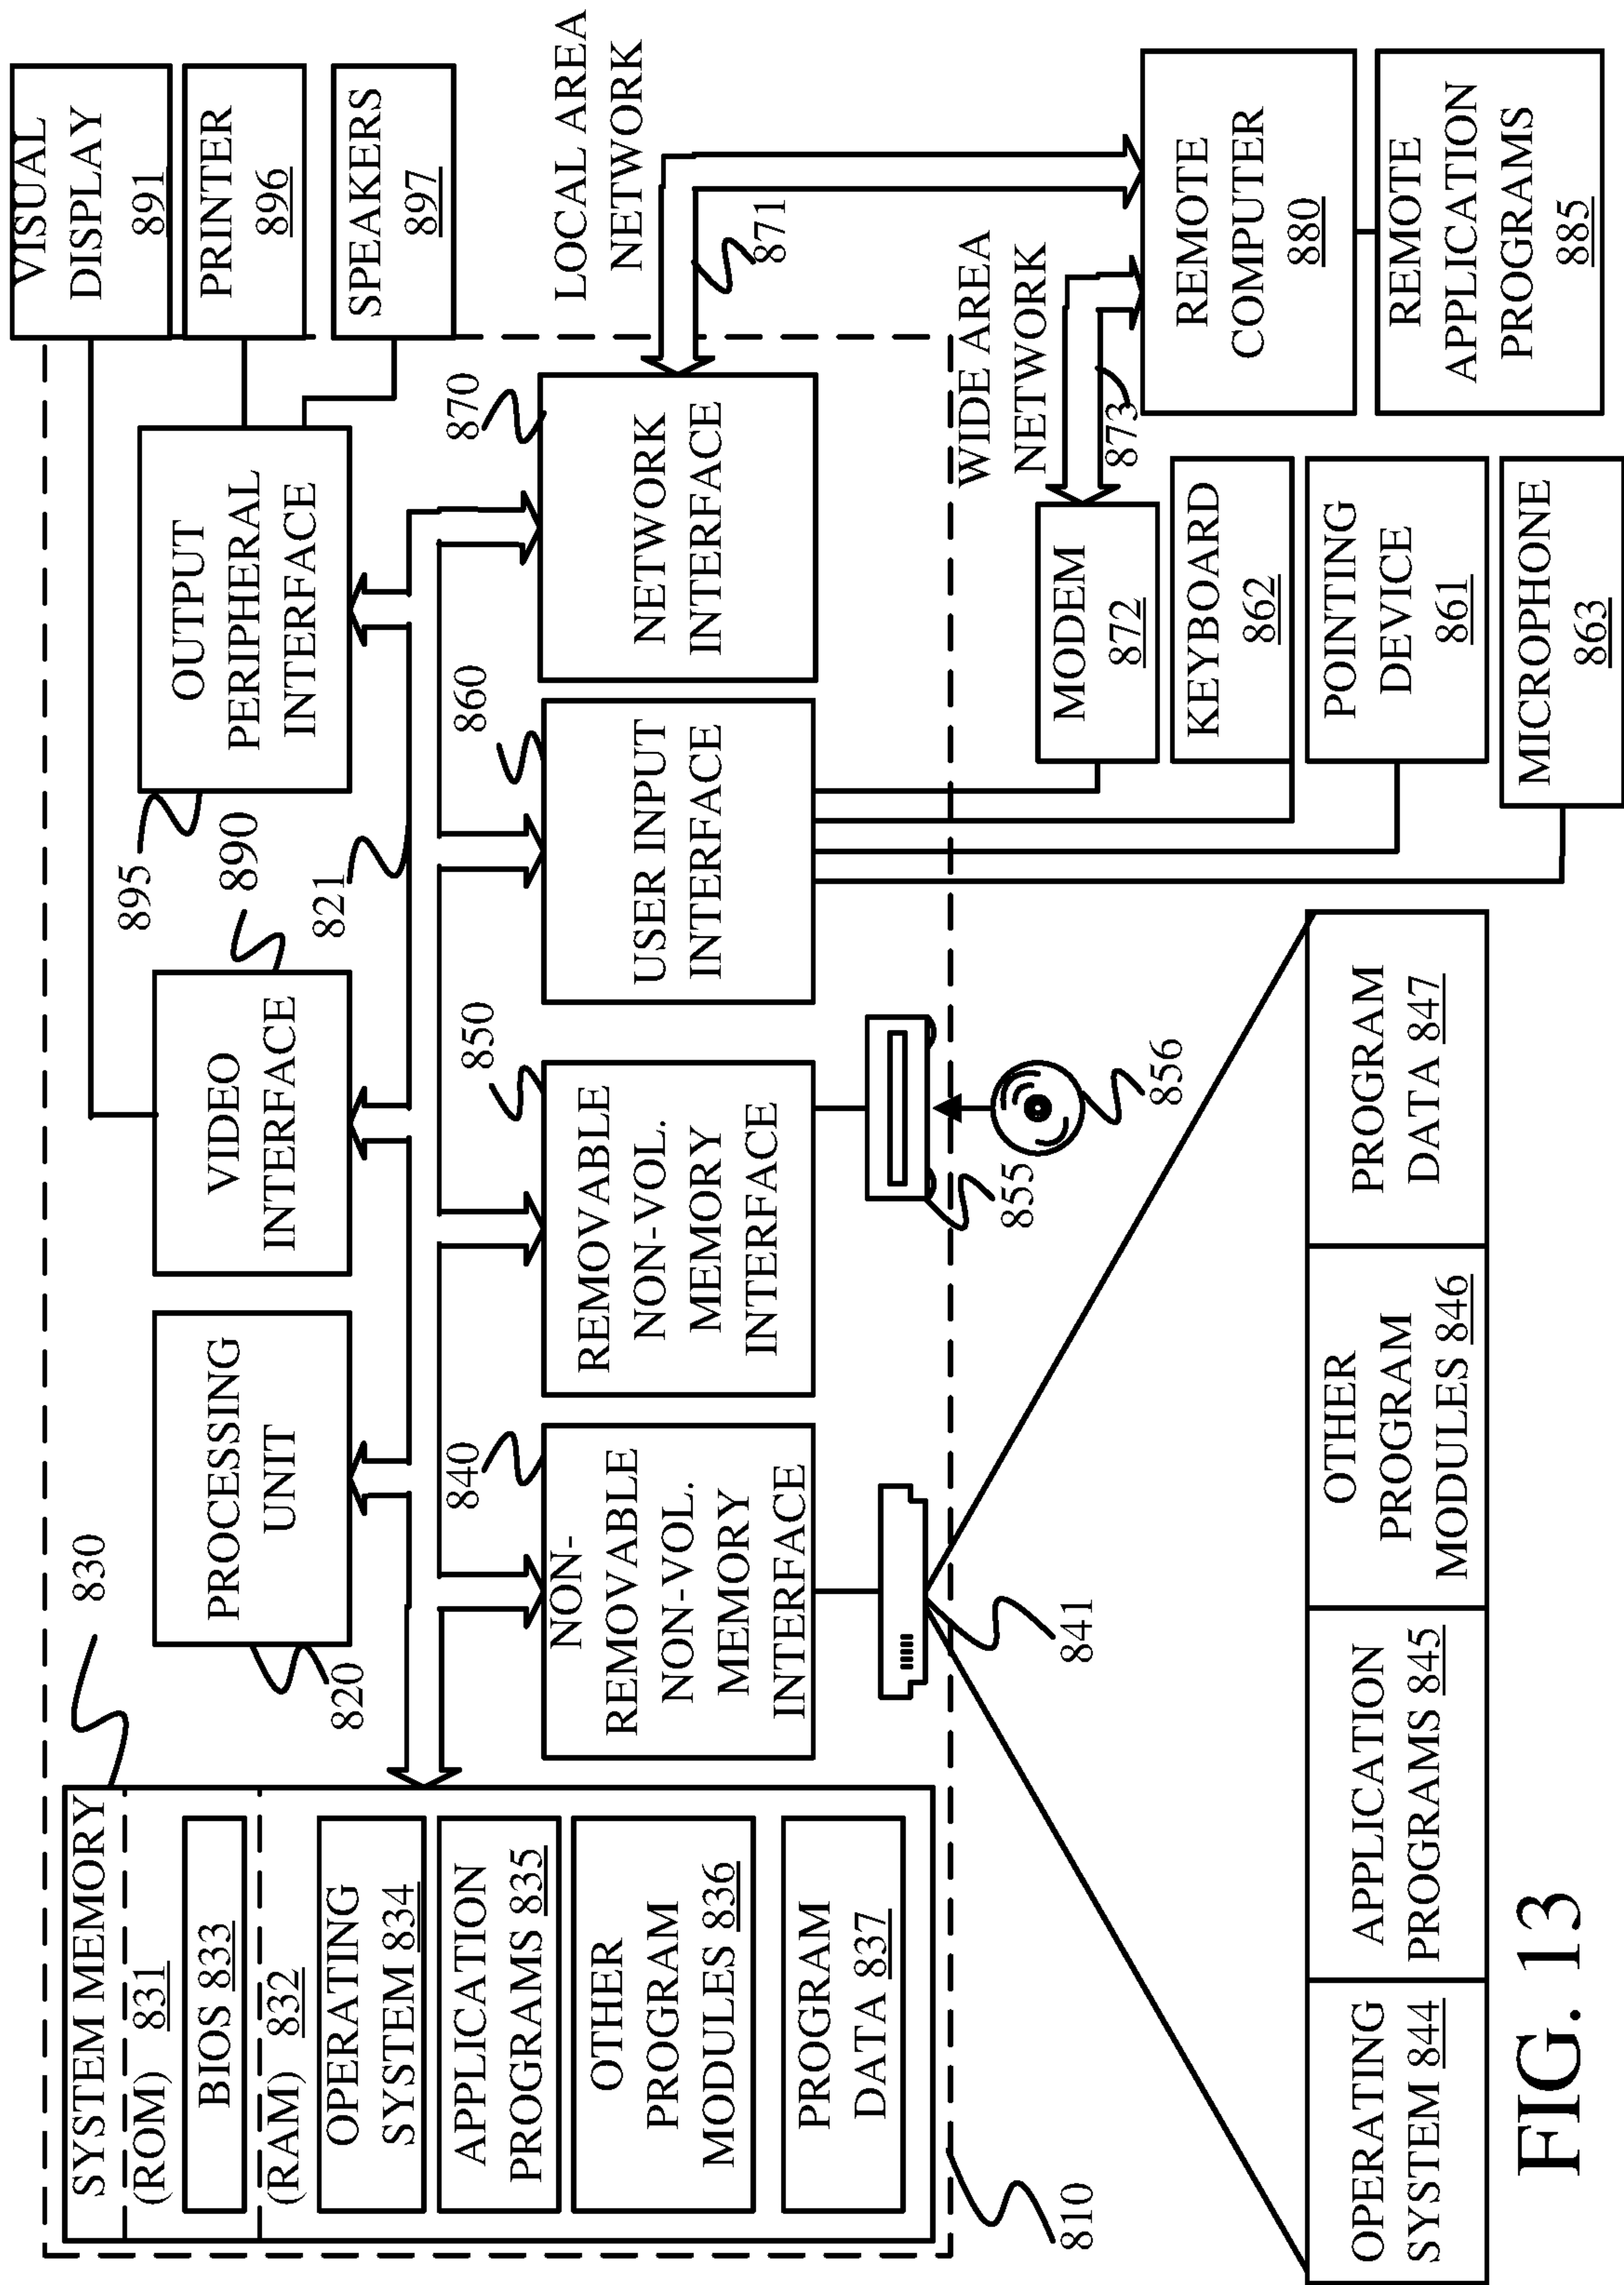 SYSTEM MEMORY
(ROM) 831
BIOS 833
(RAM) 832
OPERATING
SYSTEM 834
APPLICATION
PROGRAMS 835
OTHER
PROGRAM
MODULES 836
PROGRAM
DATA 837
810
830
PROCESSING
UNIT
820
VIDEO
INTERFACE
890
821
OUTPUT
PERIPHERAL
INTERFACE
895
VISUAL
DISPLAY
891
PRINTER
896
SPEAKERS
897
840
NON-
REMOVABLE
NON-VOL.
MEMORY
INTERFACE
850
REMOVABLE
NON-VOL.
MEMORY
INTERFACE
860
USER INPUT
INTERFACE
870
NETWORK
INTERFACE
LOCAL AREA
NETWORK
871
841
855
856
WIDE AREA
NETWORK
873
MODEM
872
KEYBOARD
862
POINTING
DEVICE
861
MICROPHONE
863
REMOTE
COMPUTER
880
REMOTE
APPLICATION
PROGRAMS
885
OPERATING
SYSTEM 844
APPLICATION
PROGRAMS 845
OTHER
PROGRAM
MODULES 846
PROGRAM
DATA 847
FIG. 13